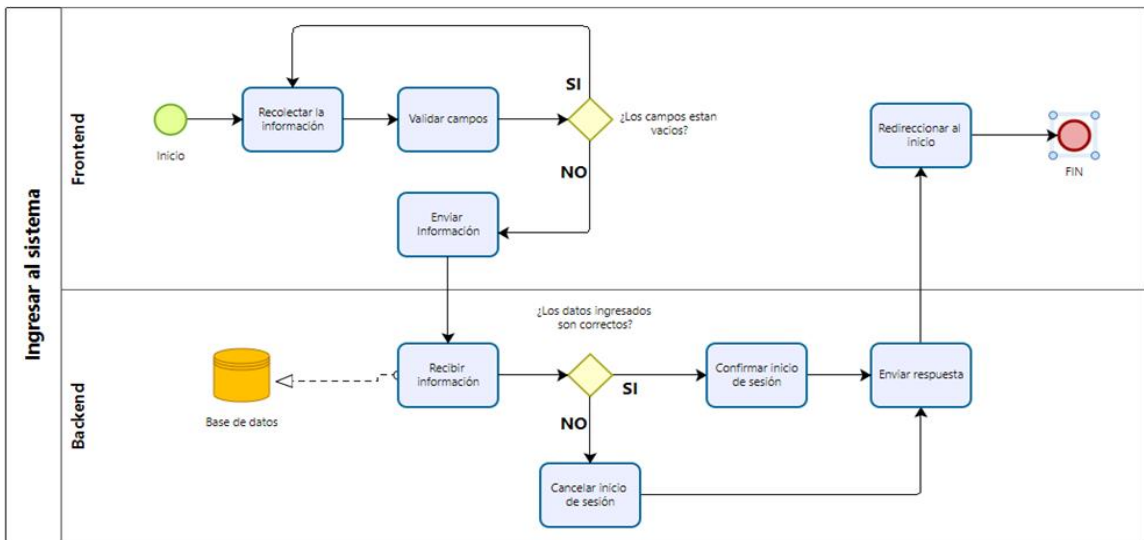 Ingresar al sistema
Frontend
Inicio
Recolectar la
información
Validar campos
SI
¿Los campos estan
vacios?
NO
Enviar
Información
Redireccionar al
inicio
FIN
Backend
Base de datos
Recibir
información
¿Los datos ingresados
son correctos?
SI
NO
Confirmar inicio
de sesión
Enviar respuesta
Cancelar inicio
de sesión